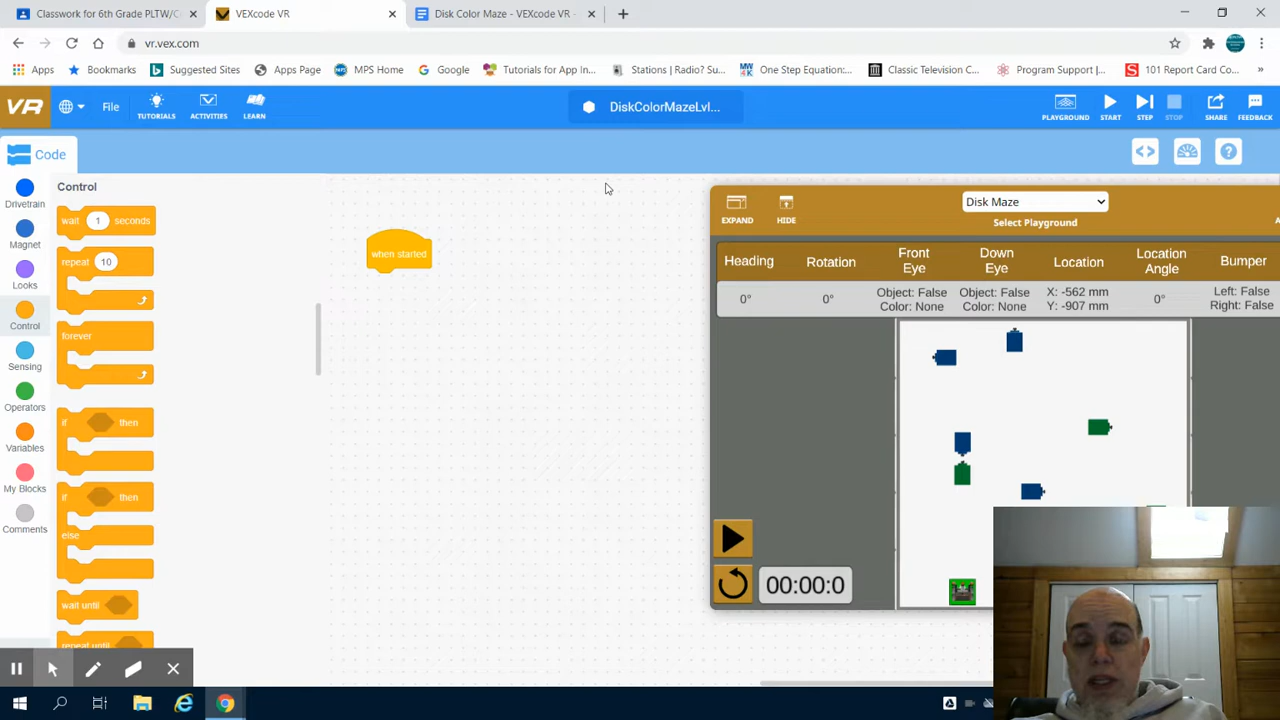 Classwork for 6th Grade PLTW/C
VEXcode VR
Disk Color Maze - VEXcode VR -
vr.vex.com
Apps
Bookmarks
Suggested Sites
Apps Page
MPS Home
Google
Tutorials for App In...
Stations | Radio? Su...
One Step Equation:...
Classic Television C...
Program Support |...
101 Report Card Co...
»
VR
File
TUTORIALS
ACTIVITIES
LEARN
DiskColorMazeLvl...
PLAYGROUND
START
STEP
STOP
SHARE
FEEDBACK
Code
Control
Drivetrain
Magnet
Looks
Control
Sensing
Operators
Variables
My Blocks
Comments
wait 1 seconds
repeat 10
forever
if then
if then
else
wait until
repeat until
when started
EXPAND
HIDE
Disk Maze
Select Playground
Heading
Rotation
Front Eye
Down Eye
Location
Location Angle
Bumper
0°
0°
Object: False
Color: None
Object: False
Color: None
X: -562 mm
Y: -907 mm
0°
Left: False
Right: False
00:00:0